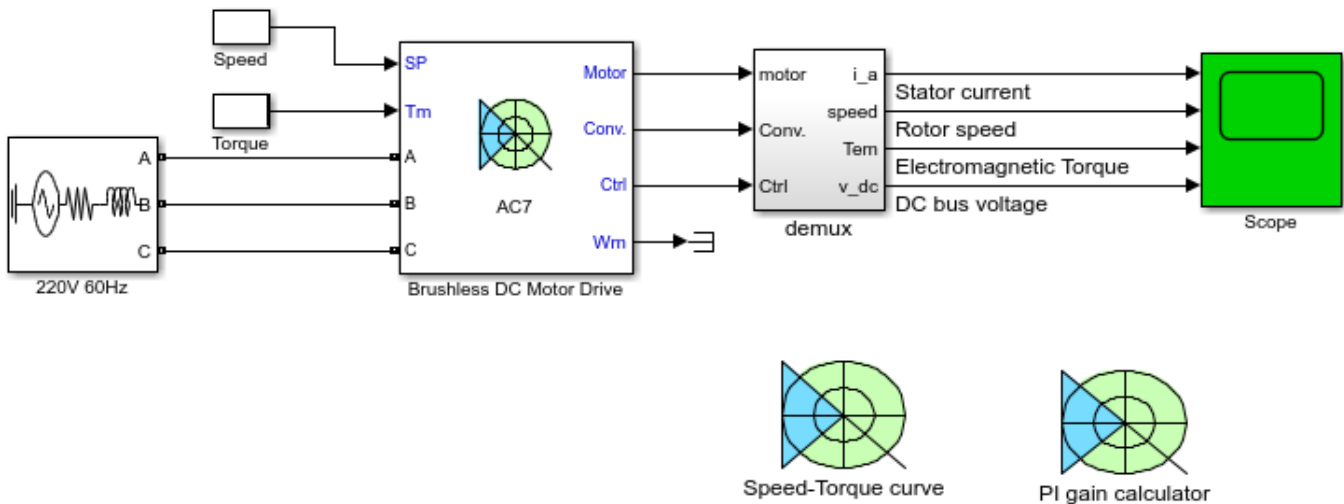 Speed
Torque
A
B
C
220V 60Hz
SP
Tm
A
B
C
Motor
Conv.
Ctrl
Wm
AC7
Brushless DC Motor Drive
motor
Conv.
Ctrl
i_a
speed
Tem
v_dc
demux
Stator current
Rotor speed
Electromagnetic Torque
DC bus voltage
Scope
Speed-Torque curve
PI gain calculator